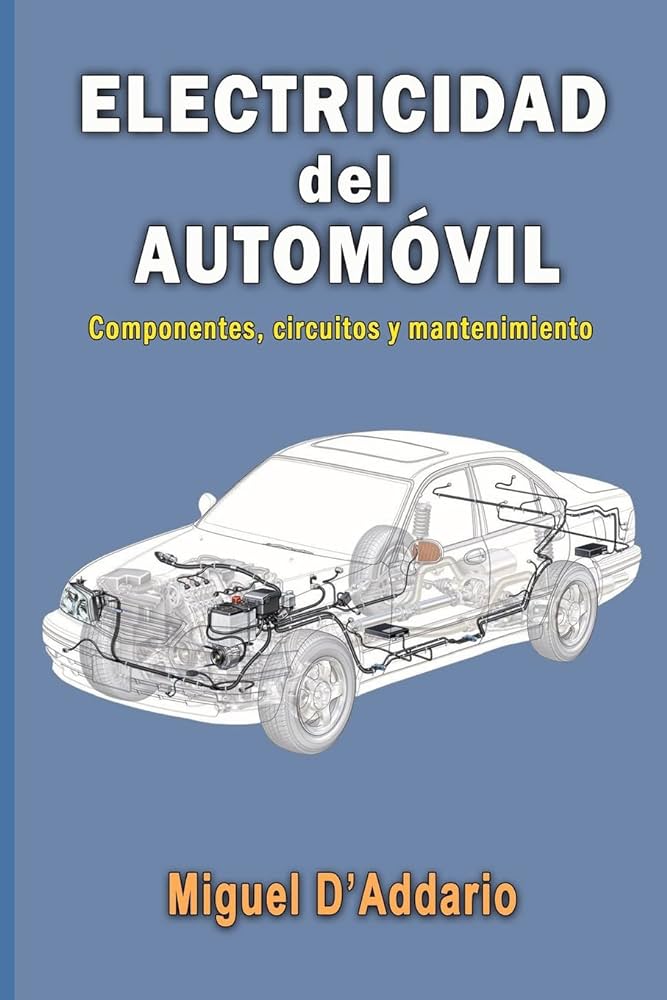 ELECTRICIDAD
del
AUTOMÓVIL
Componentes, circuitos y mantenimiento
Miguel D’Addario